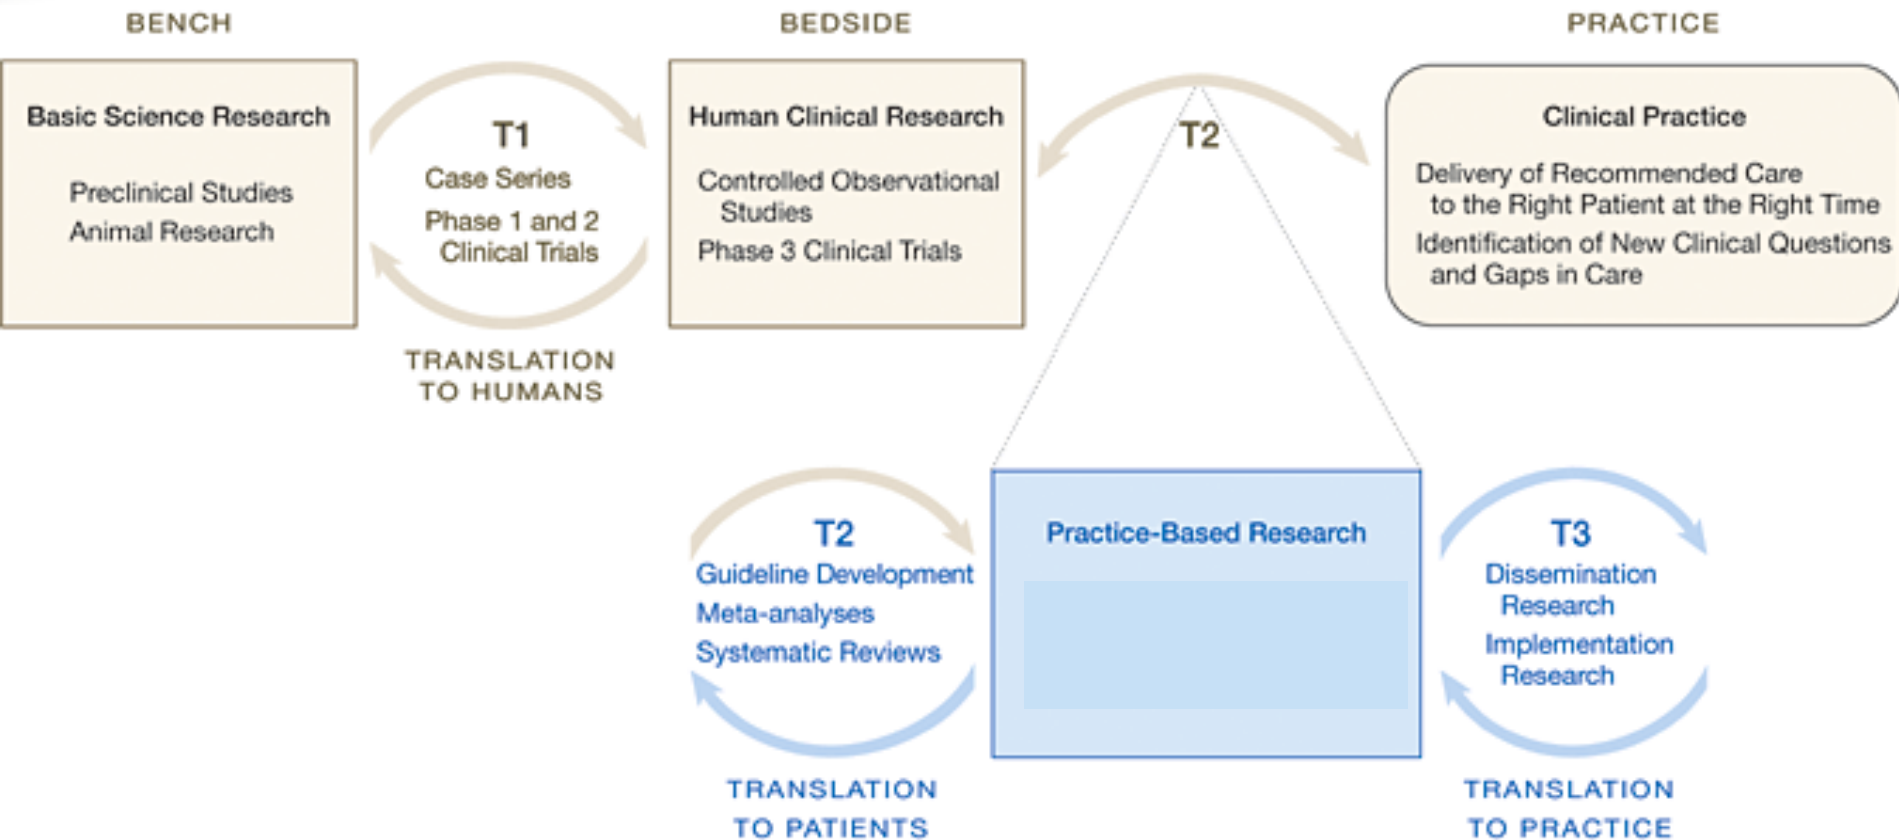 BENCH
BEDSIDE
PRACTICE
Basic Science Research
Preclinical Studies
Animal Research
T1
Case Series
Phase 1 and 2
Clinical Trials
TRANSLATION
TO HUMANS
Human Clinical Research
Controlled Observational
Studies
Phase 3 Clinical Trials
T2
Clinical Practice
Delivery of Recommended Care
to the Right Patient at the Right Time
Identification of New Clinical Questions
and Gaps in Care
T2
Guideline Development
Meta-analyses
Systematic Reviews
TRANSLATION
TO PATIENTS
Practice-Based Research
T3
Dissemination
Research
Implementation
Research
TRANSLATION
TO PRACTICE